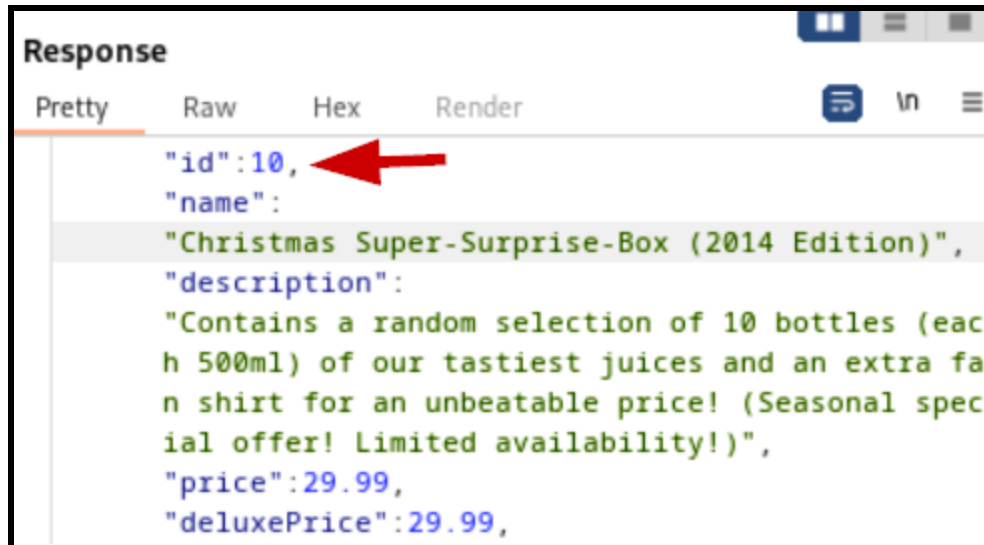 Response
Pretty Raw Hex Render \n
"id":10,
"name":
"Christmas Super-Surprise-Box (2014 Edition)",
"description":
"Contains a random selection of 10 bottles (eac
h 500ml) of our tastiest juices and an extra fa
n shirt for an unbeatable price! (Seasonal spec
ial offer! Limited availability!)",
"price":29.99,
"deluxePrice":29.99,